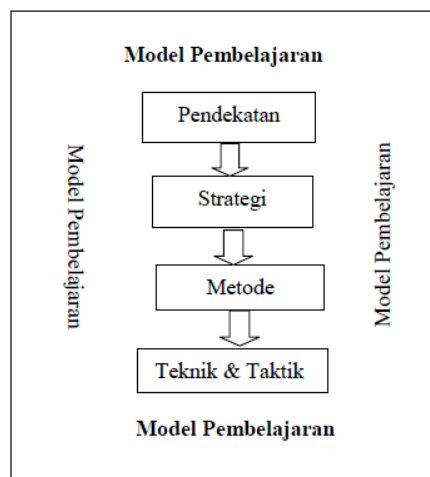 Model Pembelajaran
Pendekatan
Model Pembelajaran
Model Pembelajaran
Strategi
Metode
Teknik & Taktik
Model Pembelajaran